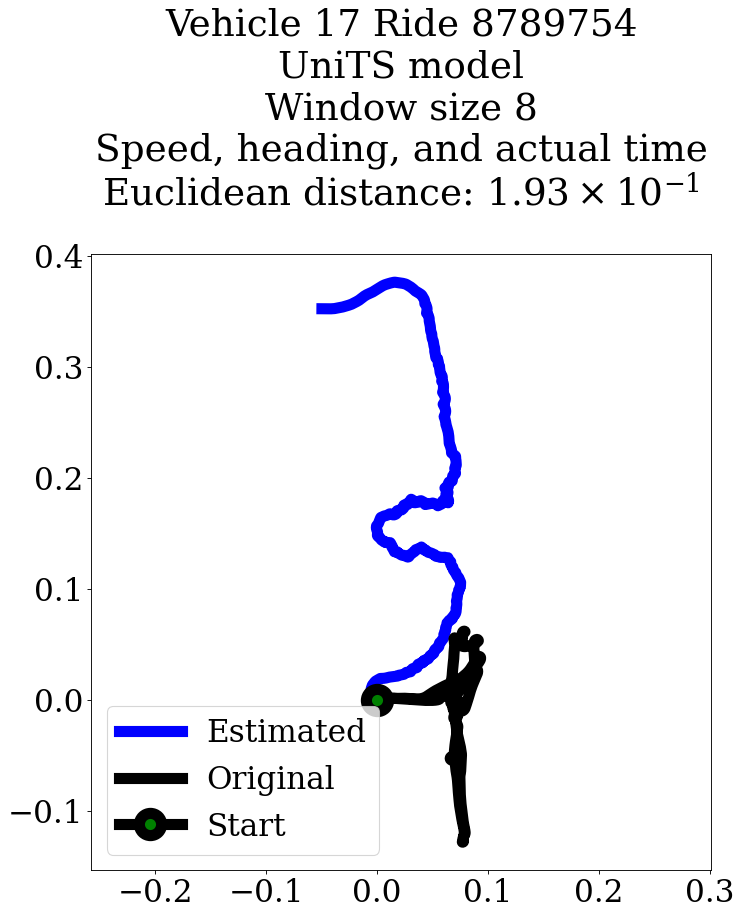 Vehicle 17 Ride 8789754
UniTS model
Window size 8
Speed, heading, and actual time
Euclidean distance: 1.93 × 10⁻¹
0.4
0.3
0.2
0.1
0.0
−0.1
Estimated
Original
Start
−0.2 −0.1 0.0 0.1 0.2 0.3